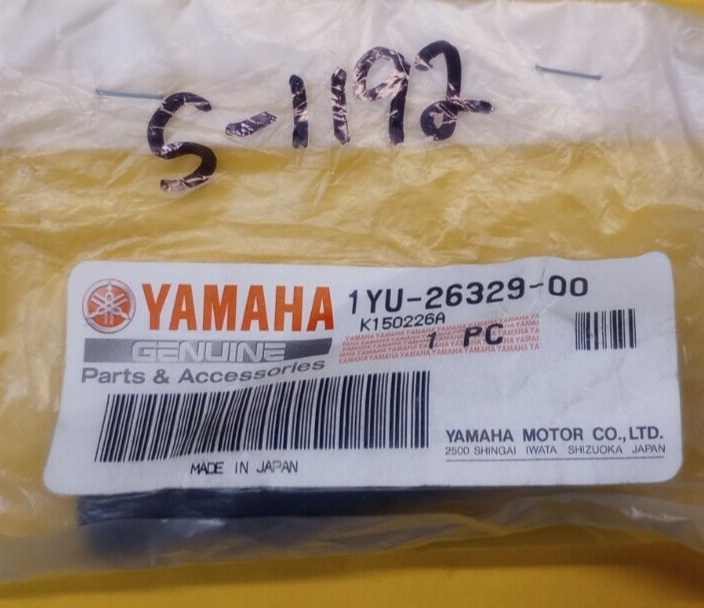 S-1192
YAMAHA
1YU-26329-00
K150226A
1 PC
GENUINE
Parts & Accessories
YAMAHA MOTOR CO.,LTD.
2500 SHINGAI IWATA SHIZUOKA JAPAN
MADE IN JAPAN